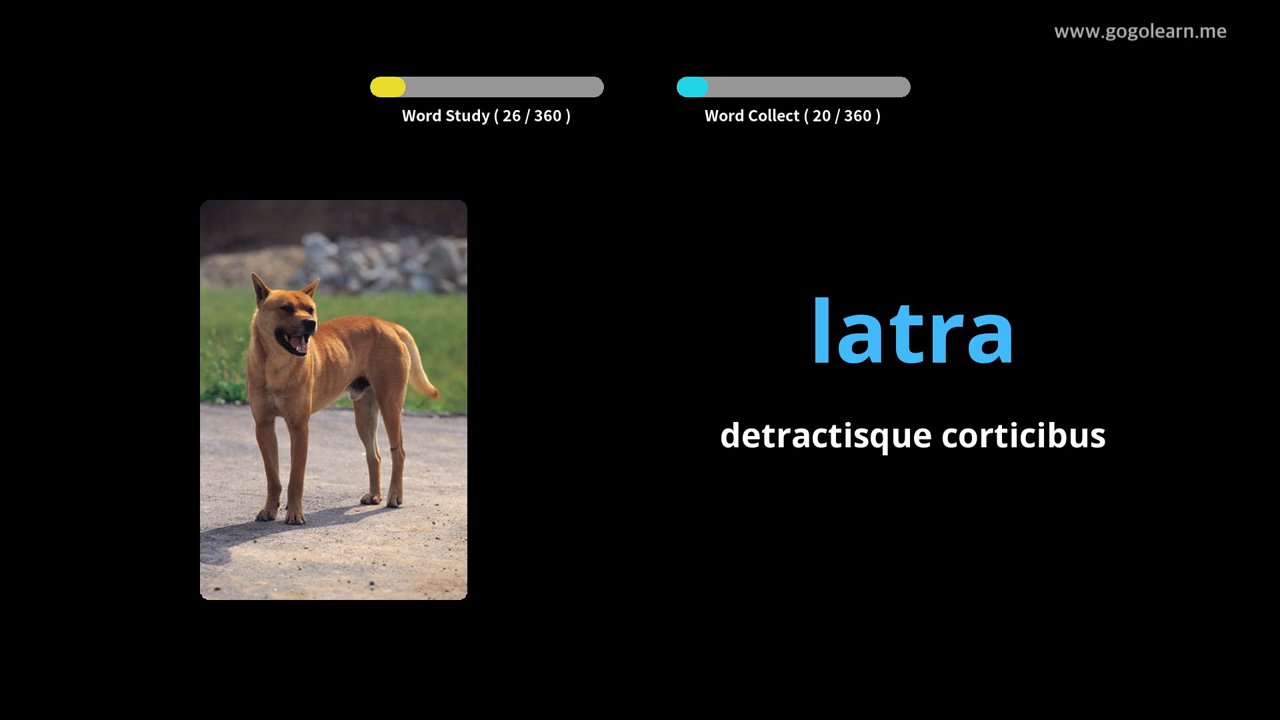 www.gogolearn.me
Word Study ( 26 / 360 )
Word Collect ( 20 / 360 )
latra
detractisque corticibus